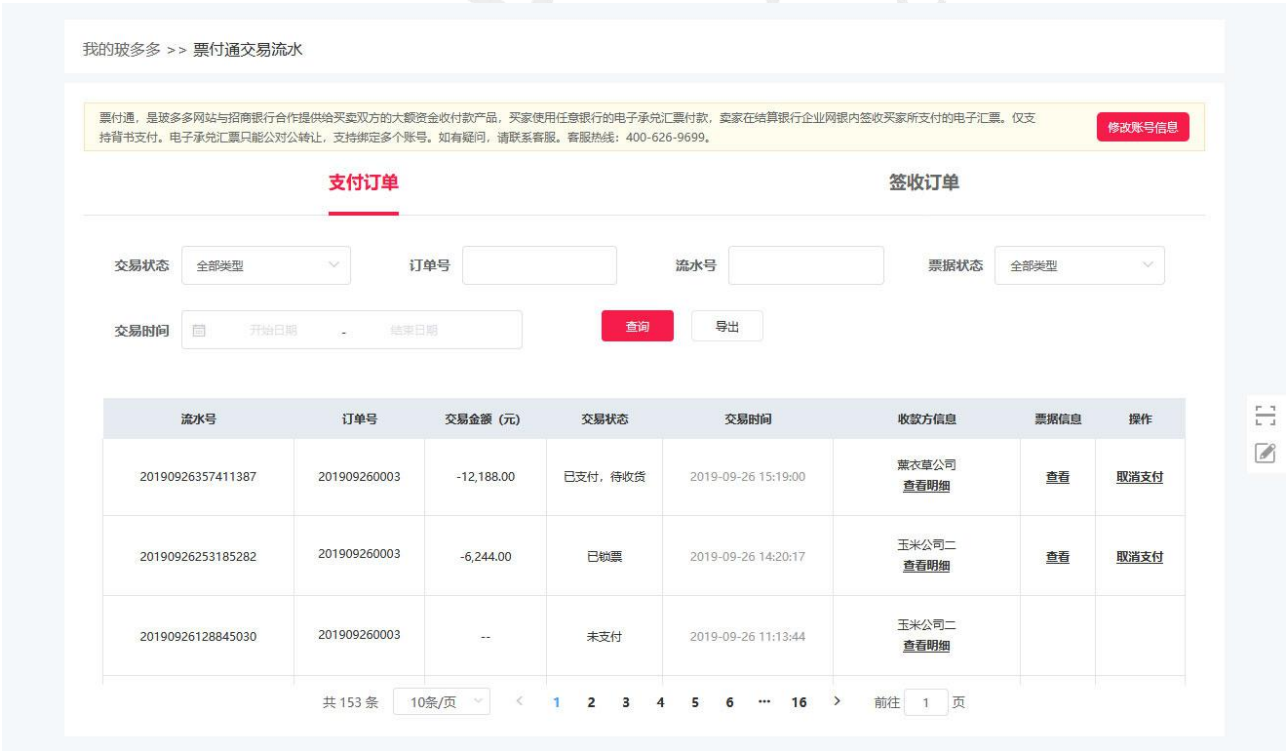 我的玻多多 >> 票付通交易流水
票付通，是玻多多网站与招商银行合作提供给买卖双方的大额资金收付款产品，买家使用任意银行的电子承兑汇票付款，卖家在结算银行企业网银内签收买家所支付的电子汇票。仅支
持背书支付。电子承兑汇票只能公对公转让，支持绑定多个账号。如有疑问，请联系客服。客服热线：400-626-9699。
修改账号信息
支付订单 签收订单
交易状态 全部类型 订单号 流水号 票据状态 全部类型
交易时间 开始日期 - 结束日期 查询 导出
流水号 订单号 交易金额（元） 交易状态 交易时间 收款方信息 票据信息 操作
20190926357411387 201909260003 -12,188.00 已支付，待收货 2019-09-26 15:19:00 薰衣草公司 查看 取消支付
查看明细
20190926253185282 201909260003 -6,244.00 已锁票 2019-09-26 14:20:17 玉米公司二 查看 取消支付
查看明细
20190926128845030 201909260003 -- 未支付 2019-09-26 11:13:44 玉米公司二
查看明细
共 153 条 10条/页 < 1 2 3 4 5 6 ··· 16 > 前往 1 页